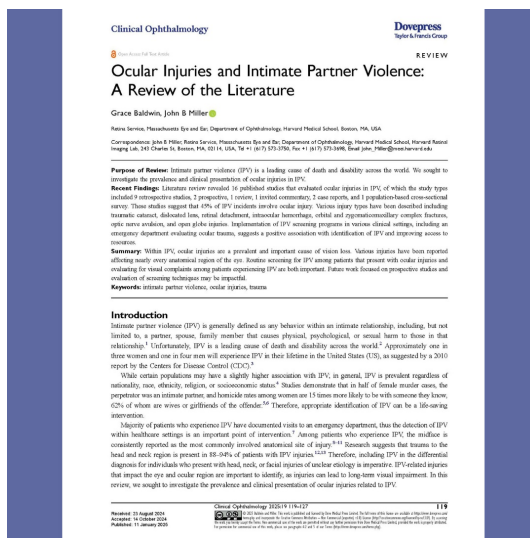 Clinical Ophthalmology
Dovepress
Taylor & Francis Group
Open Access Full Text Article
REVIEW
Ocular Injuries and Intimate Partner Violence:
A Review of the Literature
Grace Baldwin, John B Miller
Retina Service, Massachusetts Eye and Ear; Department of Ophthalmology, Harvard Medical School, Boston, MA, USA
Correspondence: John B Miller, Retina Service, Massachusetts Eye and Ear; Department of Ophthalmology, Harvard Medical School, Harvard Retinal
Imaging Lab, 243 Charles St, Boston, MA, 02114, USA, Tel +1 (617) 573-3750, Fax +1 (617) 573-3698, Email John_Miller@meei.harvard.edu
Purpose of Review: Intimate partner violence (IPV) is a leading cause of death and disability across the world. We sought to
investigate the prevalence and clinical presentation of ocular injuries in IPV.
Recent Findings: Literature review revealed 16 published studies that evaluated ocular injuries in IPV, of which the study types
included 9 retrospective studies, 2 prospective, 1 review, 1 invited commentary, 2 case reports, and 1 population-based cross-sectional
survey. These studies suggest that 45% of IPV incidents involve ocular injury. Various injury types have been described including
traumatic cataract, dislocated lens, retinal detachment, intraocular hemorrhage, orbital and zygomaticomaxillary complex fractures,
optic nerve avulsion, and open globe injuries. Implementation of IPV screening programs in various clinical settings, including an
emergency department evaluating ocular trauma, suggests a positive association with identification of IPV and improving access to
resources.
Summary: Within IPV, ocular injuries are a prevalent and important cause of vision loss. Various injuries have been reported
affecting nearly every anatomical region of the eye. Routine screening for IPV among patients that present with ocular injuries and
evaluating for visual complaints among patients experiencing IPV are both important. Future work focused on prospective studies and
evaluation of screening techniques may be impactful.
Keywords: intimate partner violence, ocular injuries, trauma
Introduction
Intimate partner violence (IPV) is generally defined as any behavior within an intimate relationship, including, but not
limited to, a partner, spouse, family member that causes physical, psychological, or sexual harm to those in that
relationship.1 Unfortunately, IPV is a leading cause of death and disability across the world.2 Approximately one in
three women and one in four men will experience IPV in their lifetime in the United States (US), as suggested by a 2010
report by the Centers for Disease Control (CDC).3
While certain populations may have a slightly higher association with IPV, in general, IPV is prevalent regardless of
nationality, race, ethnicity, religion, or socioeconomic status.4 Studies demonstrate that in half of female murder cases, the
perpetrator was an intimate partner, and homicide rates among women are 15 times more likely to be with someone they know,
62% of whom are wives or girlfriends of the offender.5,6 Therefore, appropriate identification of IPV can be a life-saving
intervention.
Majority of patients who experience IPV have documented visits to an emergency department, thus the detection of IPV
within healthcare settings is an important point of intervention.7 Among patients who experience IPV, the midface is
consistently reported as the most commonly involved anatomical site of injury.8–11 Research suggests that trauma to the
head and neck region is present in 88–94% of patients with IPV injuries.12,13 Therefore, including IPV in the differential
diagnosis for individuals who present with head, neck, or facial injuries of unclear etiology is imperative. IPV-related injuries
that impact the eye and ocular region are important to identify, as injuries can lead to long-term visual impairment. In this
review, we sought to investigate the prevalence and clinical presentation of ocular injuries related to IPV.
Received: 23 August 2024
Accepted: 14 October 2024
Published: 13 January 2025
Clinical Ophthalmology 2025:19 119–127
119